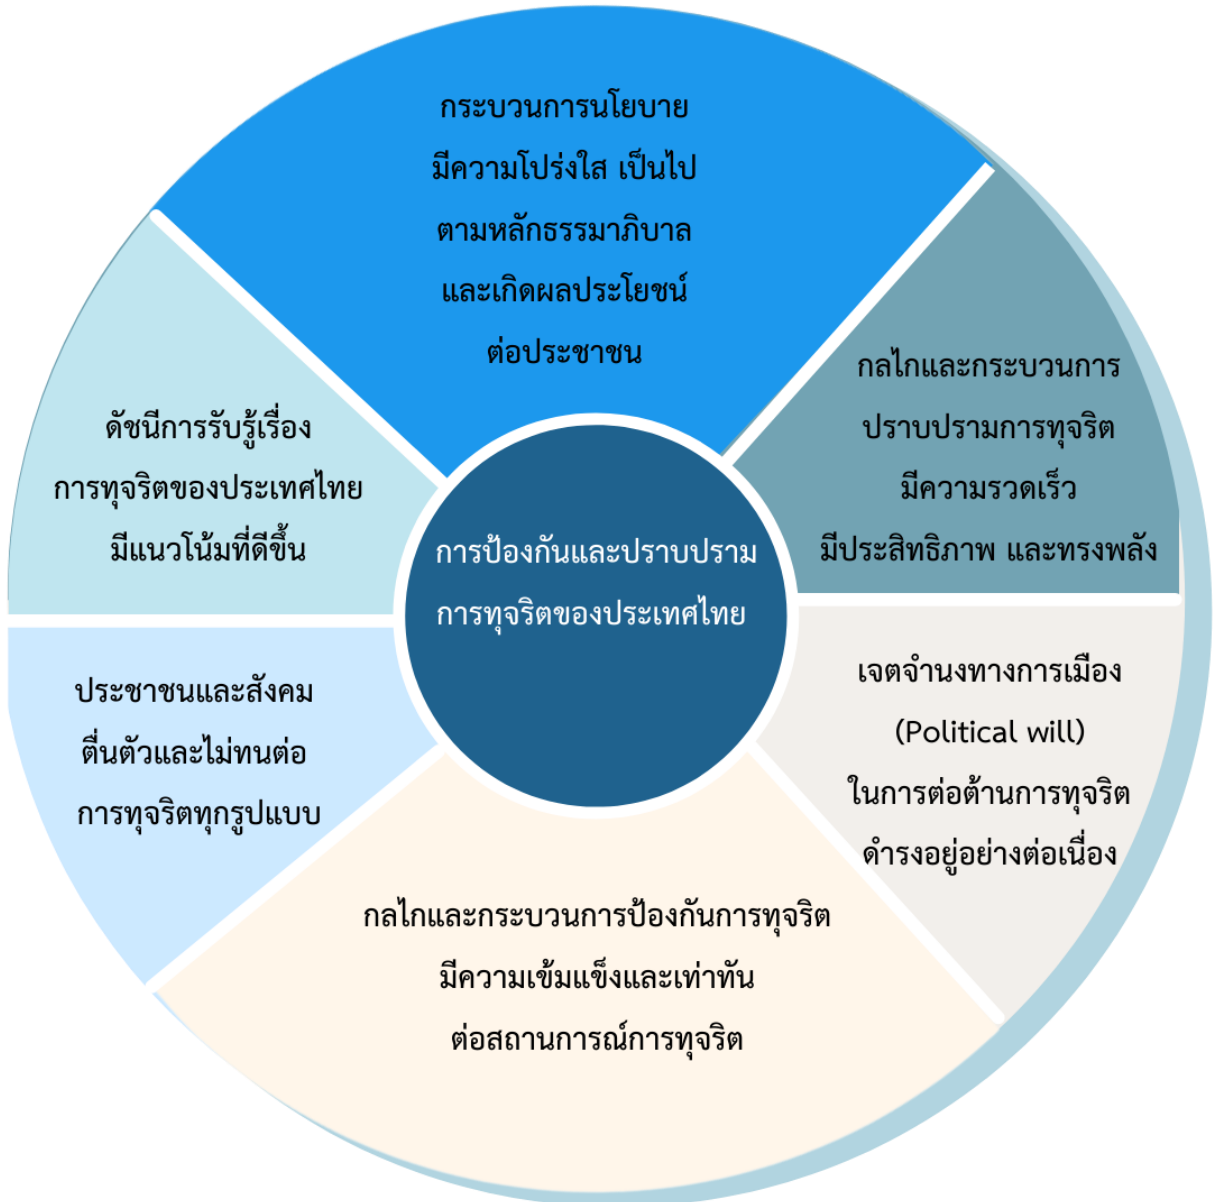 กระบวนการนโยบาย
มีความโปร่งใส เป็นไป
ตามหลักธรรมาภิบาล
และเกิดผลประโยชน์
ต่อประชาชน
กลไกและกระบวนการ
ปราบปรามการทุจริต
มีความรวดเร็ว
มีประสิทธิภาพ และทรงพลัง
เจตจำนงทางการเมือง
(Political will)
ในการต่อต้านการทุจริต
ดำรงอยู่อย่างต่อเนื่อง
กลไกและกระบวนการป้องกันการทุจริต
มีความเข้มแข็งและเท่าทัน
ต่อสถานการณ์การทุจริต
ประชาชนและสังคม
ตื่นตัวและไม่ทนต่อ
การทุจริตทุกรูปแบบ
ดัชนีการรับรู้เรื่อง
การทุจริตของประเทศไทย
มีแนวโน้มที่ดีขึ้น
การป้องกันและปราบปราม
การทุจริตของประเทศไทย